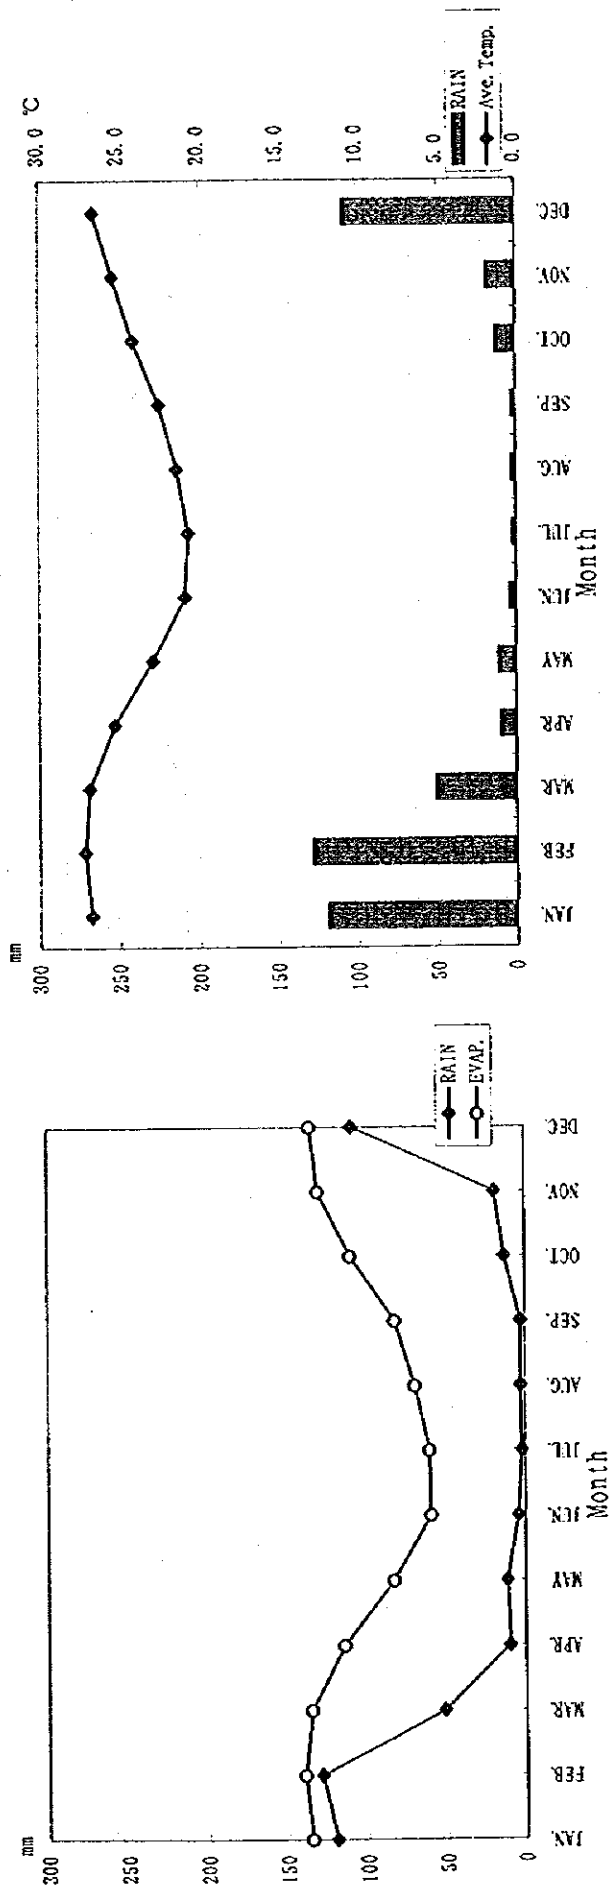 mm
300
250
200
150
100
50
0
JAN.
FEB.
MAR.
APR.
MAY
JUN.
JUL.
AUG.
SEP.
OCT.
NOV.
DEC.
Month
RAIN
EVAP.
mm
300
250
200
150
100
50
0
30.0 °C
25.0
20.0
15.0
10.0
5.0
0.0
JAN.
FEB.
MAR.
APR.
MAY
JUN.
JUL.
AUG.
SEP.
OCT.
NOV.
DEC.
Month
RAIN
Ave. Temp.